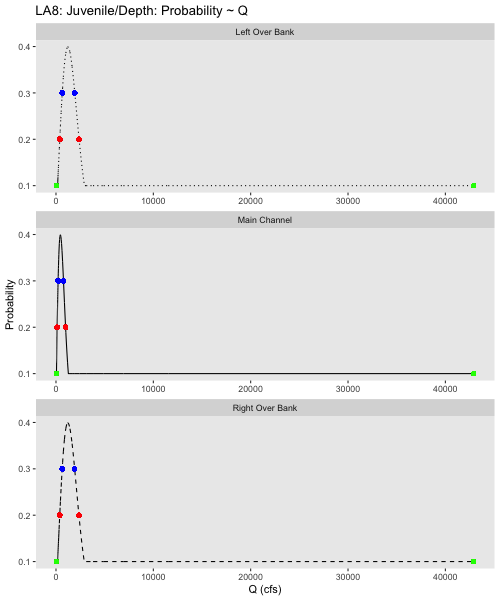 LA8: Juvenile/Depth: Probability ~ Q
Left Over Bank
0.4
0.3
0.2
0.1
0 10000 20000 30000 40000
Main Channel
0.4
0.3
0.2
0.1
0 10000 20000 30000 40000
Probability
Right Over Bank
0.4
0.3
0.2
0.1
0 10000 20000 30000 40000
Q (cfs)